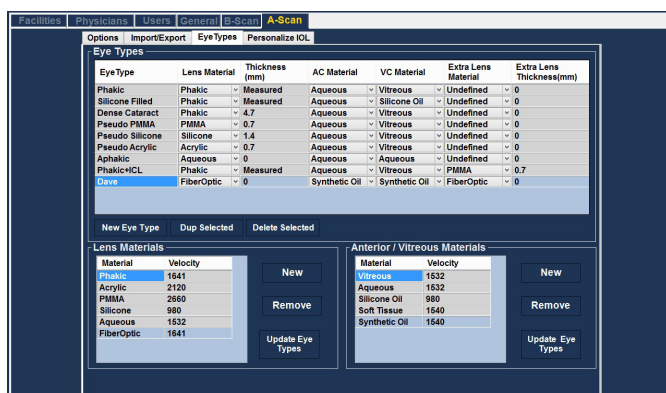 Facilities Physicians Users General B-Scan A-Scan
Options Import/Export EyeTypes Personalize IOL
Eye Types
EyeType Lens Material Thickness (mm) AC Material VC Material Extra Lens Material Extra Lens Thickness(mm)
Phakic Phakic Measured Aqueous Vitreous Undefined 0
Silicone Filled Phakic Measured Aqueous Silicone Oil Undefined 0
Dense Cataract Phakic 4.7 Aqueous Vitreous Undefined 0
Pseudo PMMA PMMA 0.7 Aqueous Vitreous Undefined 0
Pseudo Silicone Silicone 1.4 Aqueous Vitreous Undefined 0
Pseudo Acrylic Acrylic 0.7 Aqueous Vitreous Undefined 0
Aphakic Aqueous 0 Aqueous Aqueous Undefined 0
Phakic+ICL Phakic Measured Aqueous Vitreous PMMA 0.7
Dave FiberOptic 0 Synthetic Oil Synthetic Oil FiberOptic 0
New Eye Type Dup Selected Delete Selected
Lens Materials
Material Velocity
Phakic 1641
Acrylic 2120
PMMA 2660
Silicone 980
Aqueous 1532
FiberOptic 1641
New
Remove
Update Eye
Types
Anterior / Vitreous Materials
Material Velocity
Vitreous 1532
Aqueous 1532
Silicone Oil 980
Soft Tissue 1540
Synthetic Oil 1540
New
Remove
Update Eye
Types